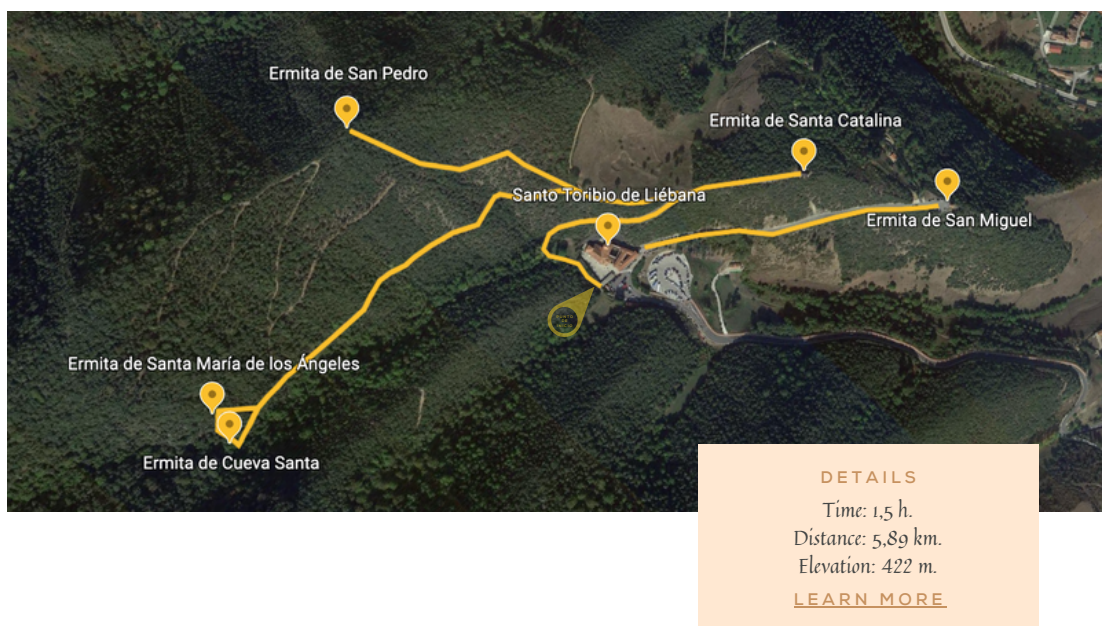 Ermita de San Pedro
Ermita de Santa Catalina
Santo Toribio de Liébana
Ermita de San Miguel
Ermita de Santa María de los Ángeles
Ermita de Cueva Santa
DETAILS
Time: 1,5 h.
Distance: 5,89 km.
Elevation: 422 m.
LEARN MORE